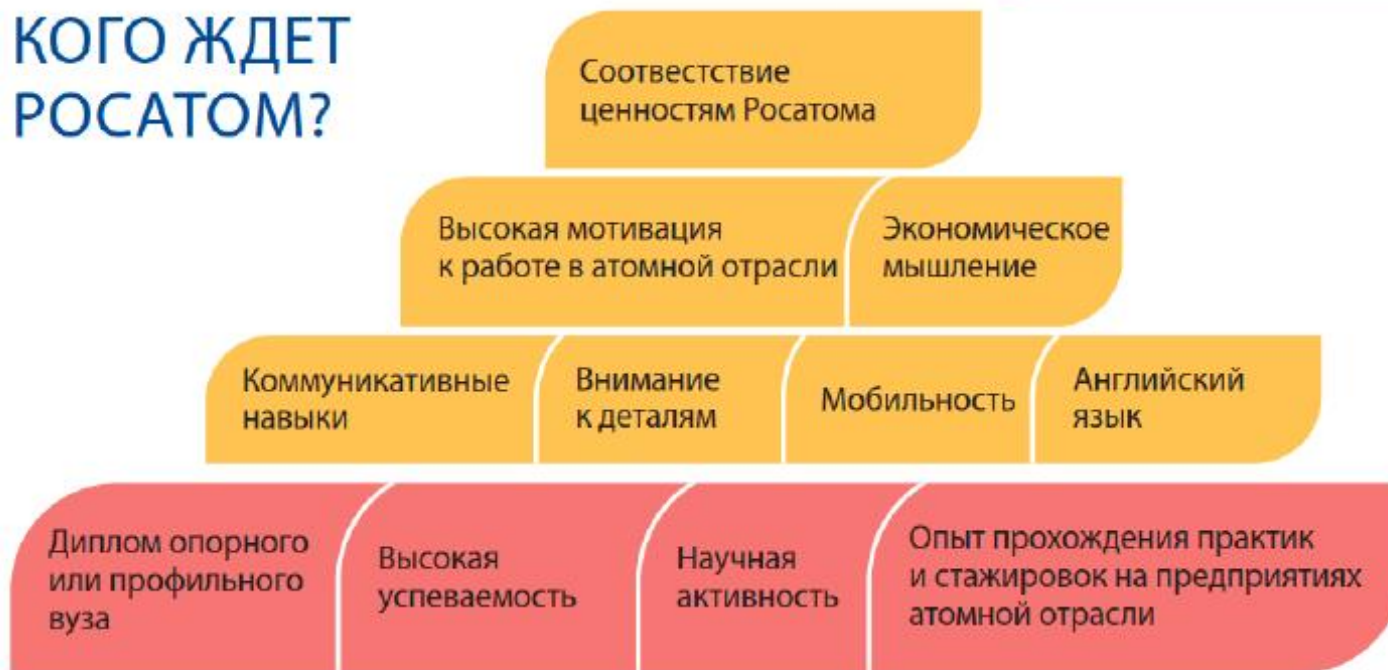 КОГО ЖДЕТ
РОСАТОМ?
Соотвестствие
ценностям Росатома
Высокая мотивация
к работе в атомной отрасли
Экономическое
мышление
Коммуникативные
навыки
Внимание
к деталям
Мобильность
Английский
язык
Диплом опорного
или профильного
вуза
Высокая
успеваемость
Научная
активность
Опыт прохождения практик
и стажировок на предприятиях
атомной отрасли